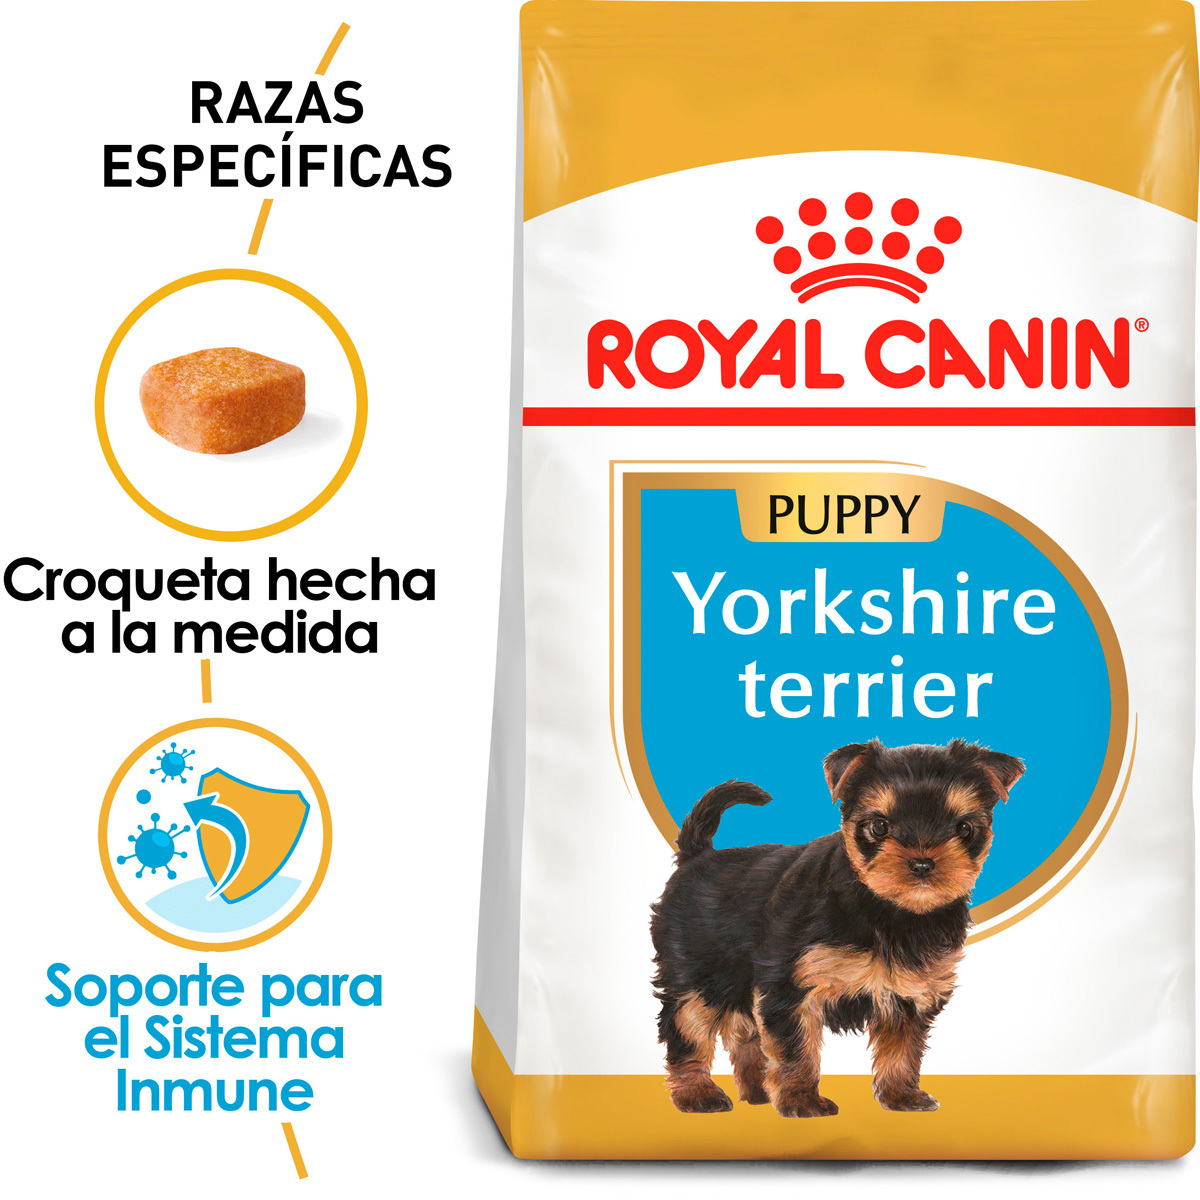 RAZAS
ESPECÍFICAS
Croqueta hecha
a la medida
Soporte para
el Sistema
Inmune
ROYAL CANIN®
PUPPY
Yorkshire
terrier